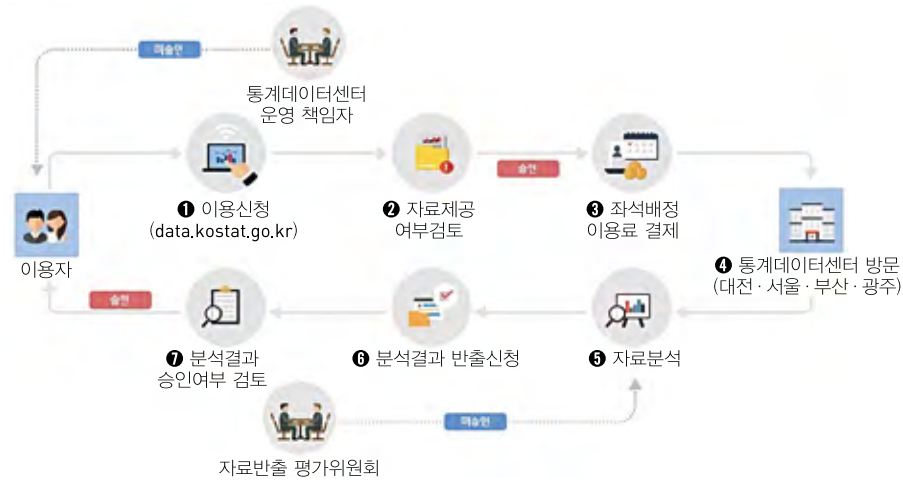 미승인
통계데이터센터
운영 책임자
승인
❶ 이용신청
(data.kostat.go.kr)
❷ 자료제공
여부검토
❸ 좌석배정
이용료 결제
이용자
❹ 통계데이터센터 방문
(대전 · 서울 · 부산 · 광주)
승인
❼ 분석결과
승인여부 검토
❻ 분석결과 반출신청
❺ 자료분석
미승인
자료반출 평가위원회